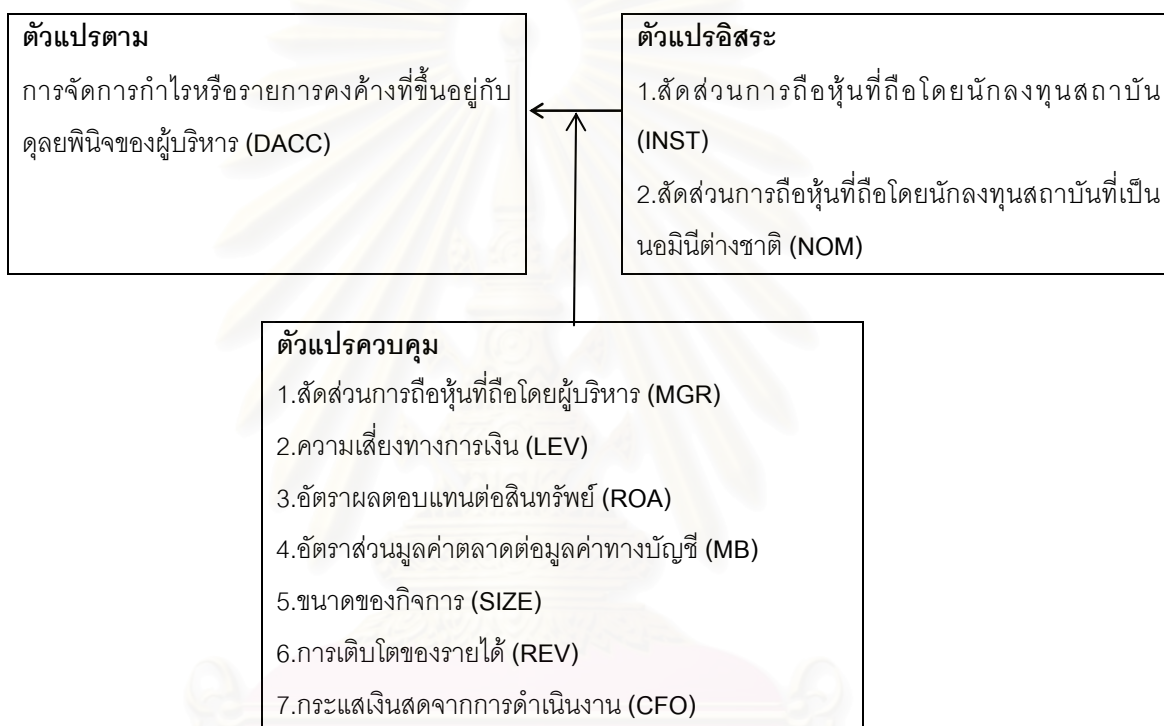 ตัวแปรตาม
การจัดการกำไรหรือรายการคงค้างที่ขึ้นอยู่กับ
ดุลยพินิจของผู้บริหาร (DACC)
ตัวแปรอิสระ
1.สัดส่วนการถือหุ้นที่ถือโดยนักลงทุนสถาบัน
(INST)
2.สัดส่วนการถือหุ้นที่ถือโดยนักลงทุนสถาบันที่เป็น
นอมินีต่างชาติ (NOM)
ตัวแปรควบคุม
1.สัดส่วนการถือหุ้นที่ถือโดยผู้บริหาร (MGR)
2.ความเสี่ยงทางการเงิน (LEV)
3.อัตราผลตอบแทนต่อสินทรัพย์ (ROA)
4.อัตราส่วนมูลค่าตลาดต่อมูลค่าทางบัญชี (MB)
5.ขนาดของกิจการ (SIZE)
6.การเติบโตของรายได้ (REV)
7.กระแสเงินสดจากการดำเนินงาน (CFO)